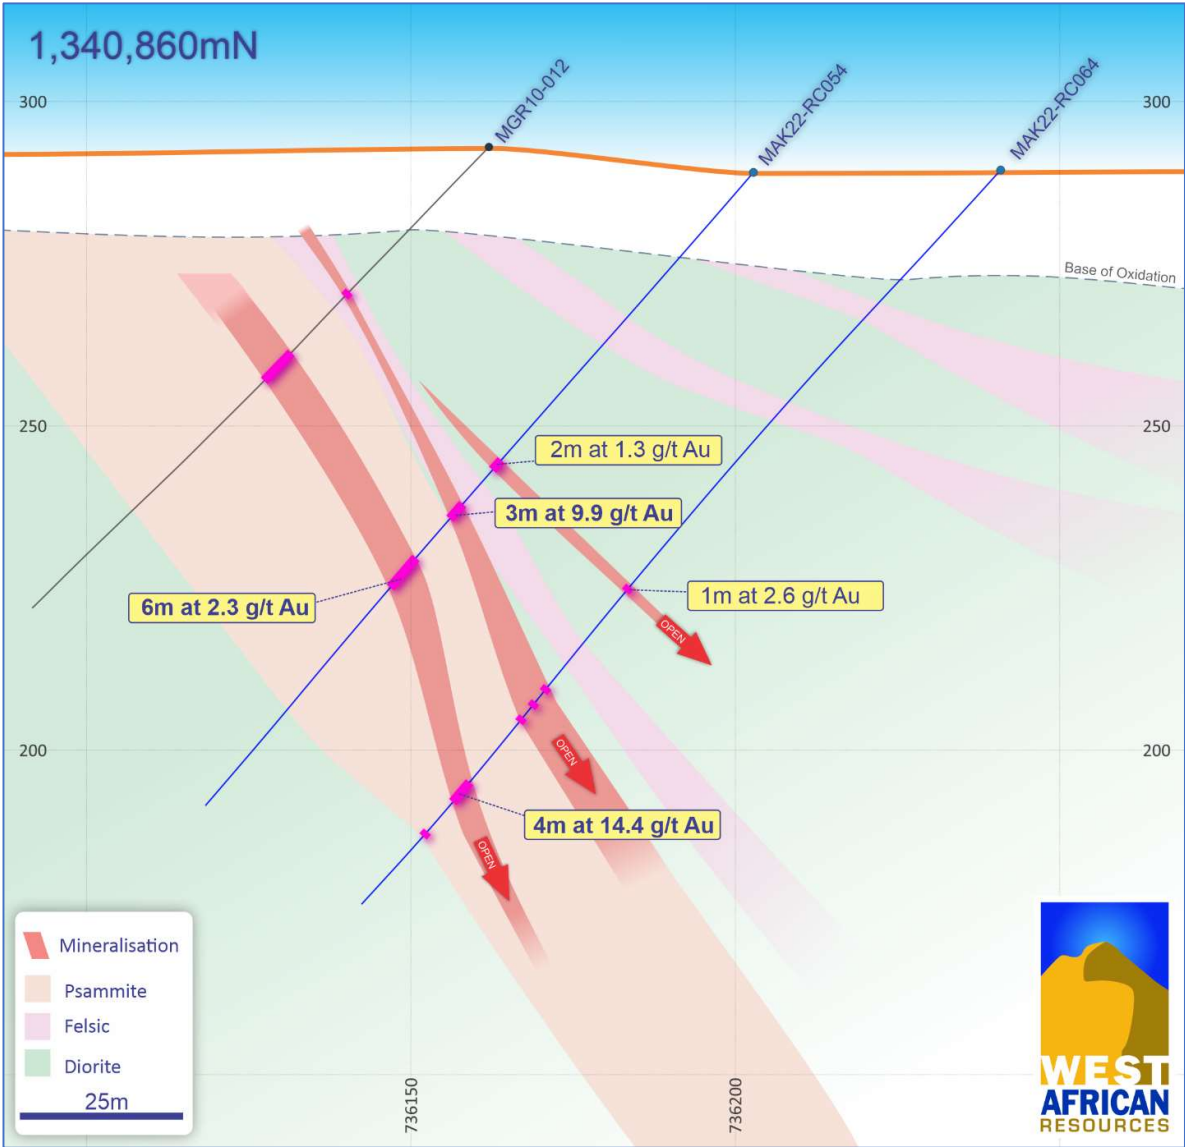 1,340,860mN
MGR10-012
MAK22-RC054
MAK22-RC064
300
300
Base of Oxidation
250
250
2m at 1.3 g/t Au
3m at 9.9 g/t Au
1m at 2.6 g/t Au
6m at 2.3 g/t Au
OPEN
200
200
OPEN
4m at 14.4 g/t Au
OPEN
Mineralisation
Psammite
Felsic
Diorite
25m
736150
736200
WEST
AFRICAN
RESOURCES